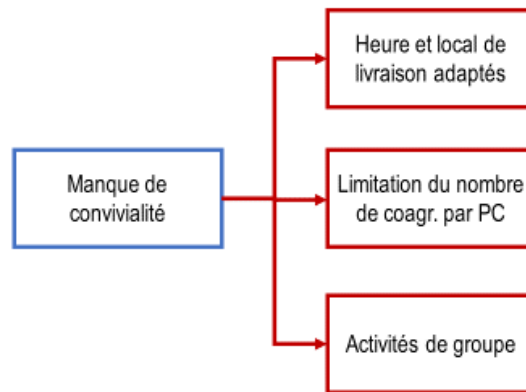 Heure et local de
livraison adaptés
Manque de
convivialité
Limitation du nombre
de coagr. par PC
Activités de groupe